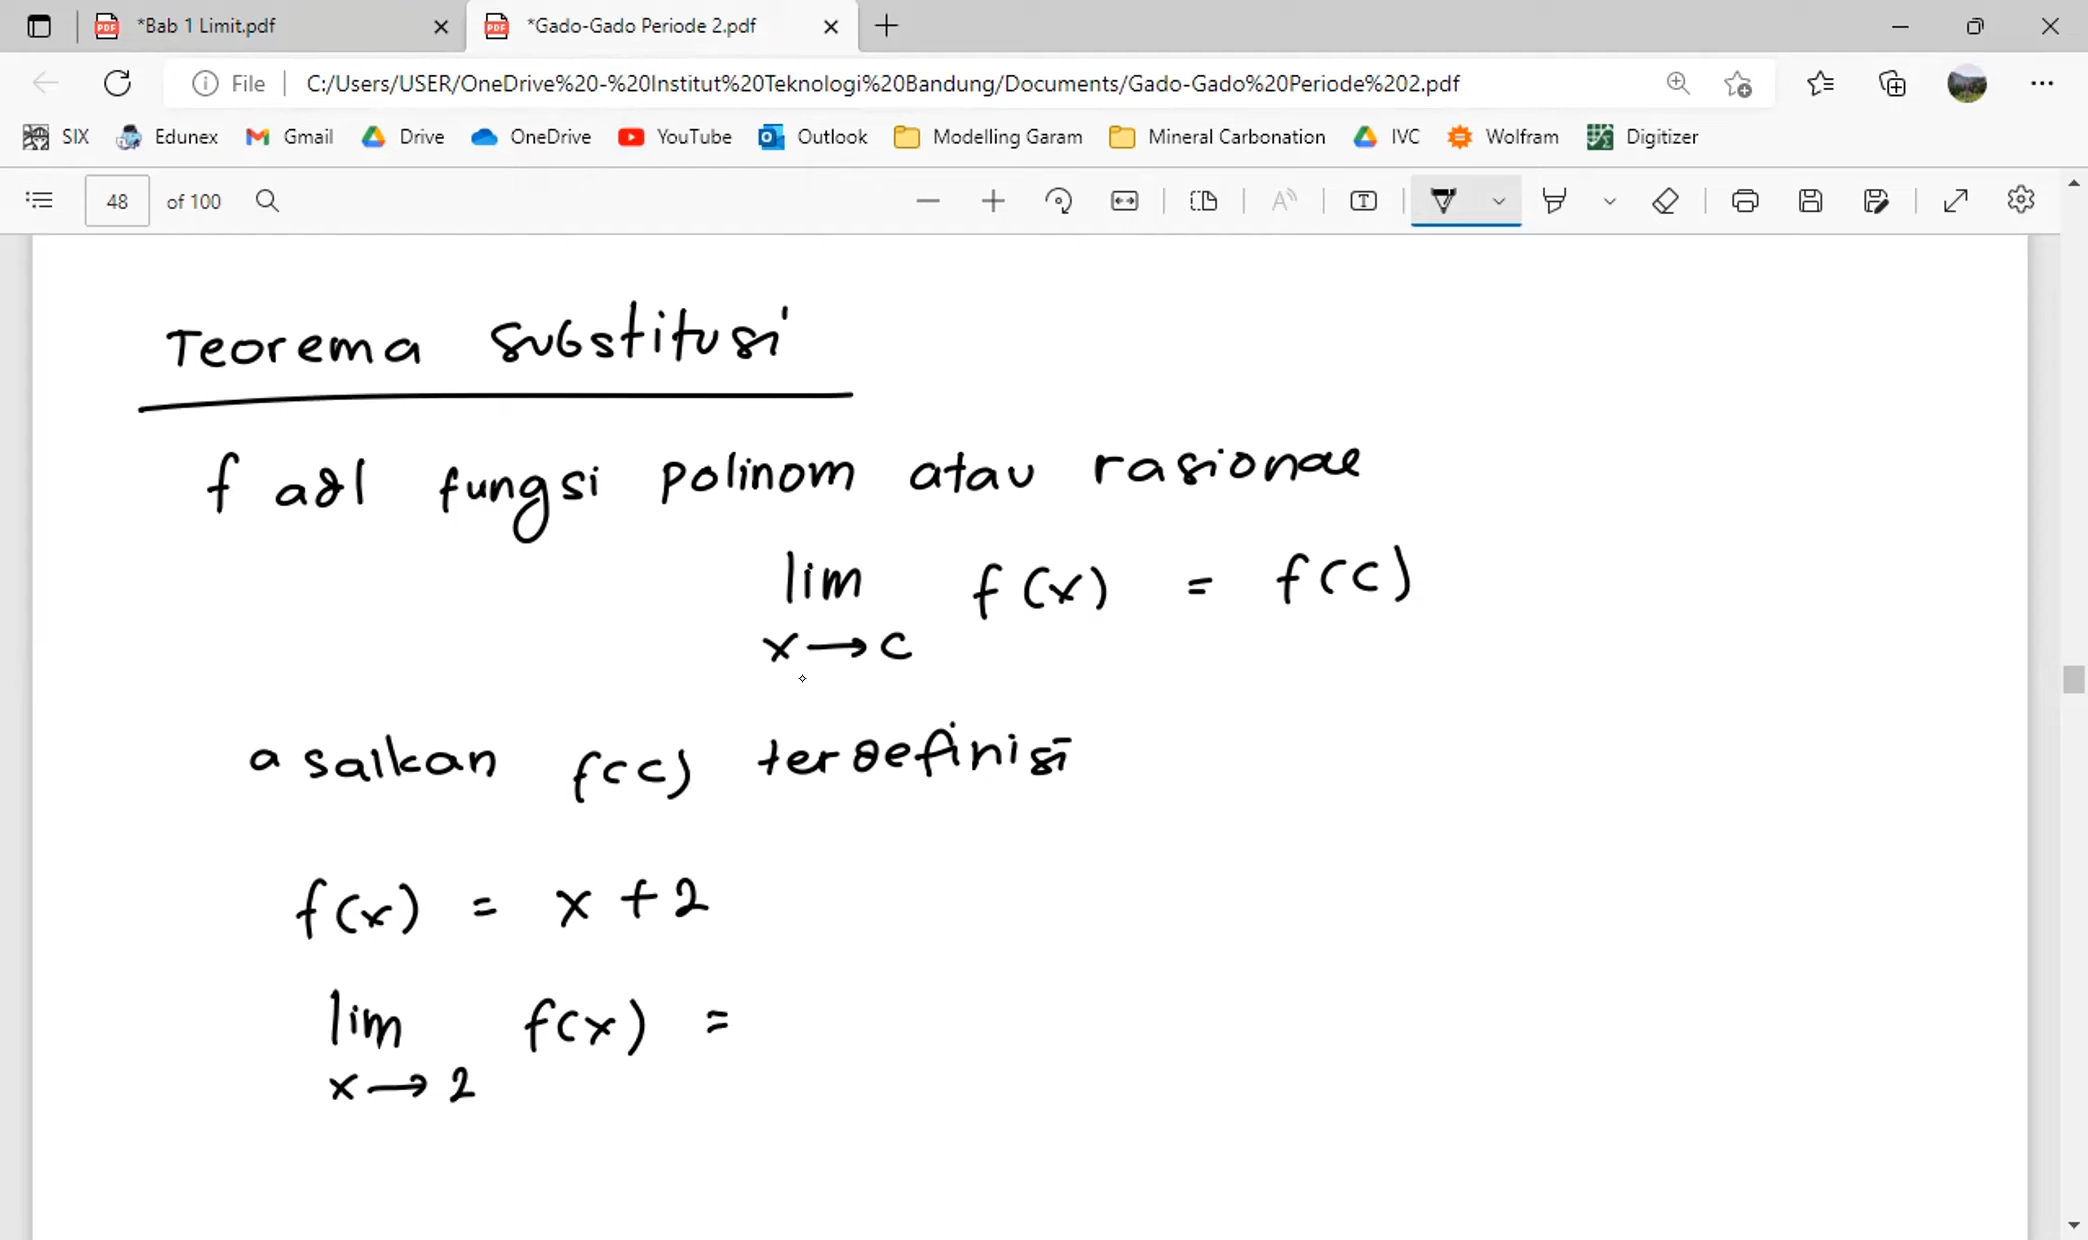 *Bab 1 Limit.pdf
*Gado-Gado Periode 2.pdf
File
C:/Users/USER/OneDrive%20-%20Institut%20Teknologi%20Bandung/Documents/Gado-Gado%20Periode%202.pdf
SIX Edunex Gmail Drive OneDrive YouTube Outlook Modelling Garam Mineral Carbonation IVC Wolfram Digitizer
48 of 100
Teorema substitusi
f adl fungsi polinom atau rasional
lim f(x) = f(c)
x → c
asalkan f(c) terdefinisi
f(x) = x + 2
lim f(x) =
x → 2